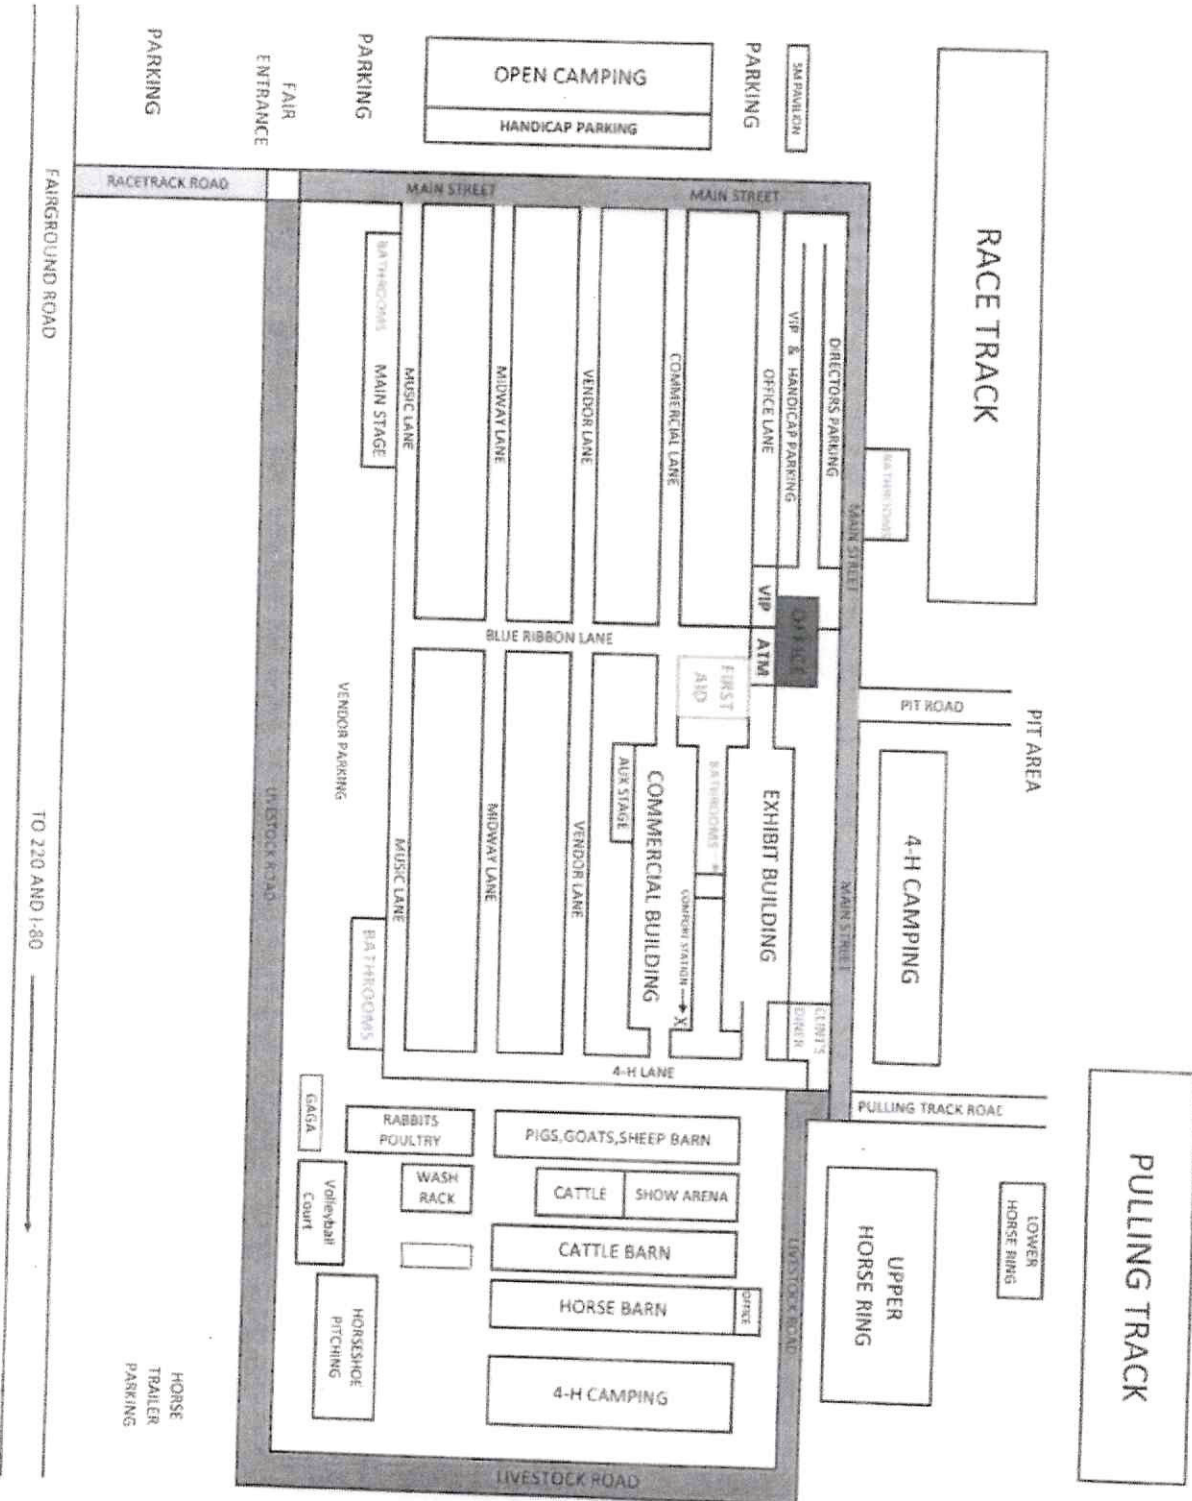 RACE TRACK
PULLING TRACK
SM PAVILION
PIT AREA
LOWER
HORSE RING
PIT ROAD
4-H CAMPING
PULLING TRACK ROAD
UPPER
HORSE RING
BATHROOMS
PARKING
MAIN STREET
MAIN STREET
MAIN STREET
MAIN STREET
DIRECTORS PARKING
VIP & HANDICAP PARKING
OFFICE LANE
VIP
ATM
OFFICE
EXHIBIT BUILDING
CLINT'S
DINER
LIVESTOCK ROAD
OPEN CAMPING
HANDICAP PARKING
COMMERCIAL LANE
FIRST
AID
BATHROOMS
COMFORT STATION
X
COMMERCIAL BUILDING
AUX STAGE
4-H LANE
VENDOR LANE
BLUE RIBBON LANE
VENDOR LANE
MIDWAY LANE
MIDWAY LANE
MUSIC LANE
MUSIC LANE
PIGS,GOATS,SHEEP BARN
SHOW ARENA
CATTLE
CATTLE BARN
HORSE BARN
OFFICE
4-H CAMPING
RABBITS
POULTRY
WASH
RACK
PARKING
BATHROOMS
MAIN STAGE
VENDOR PARKING
BATHROOMS
GAGA
Volleyball
Court
HORSESHOE
PITCHING
LIVESTOCK ROAD
FAIR
ENTRANCE
LIVESTOCK ROAD
RACETRACK ROAD
PARKING
HORSE
TRAILER
PARKING
FAIRGROUND ROAD
TO 220 AND I-80